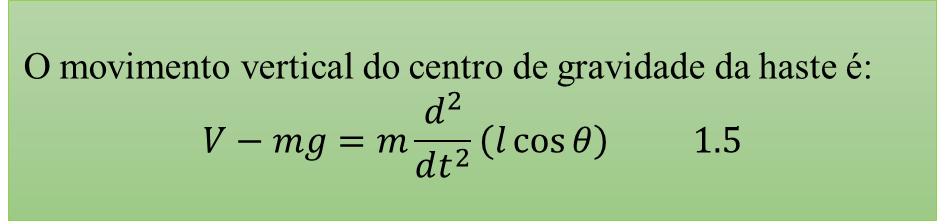 O movimento vertical do centro de gravidade da haste é:
V − mg = m d²/dt² (l cos θ) 1.5